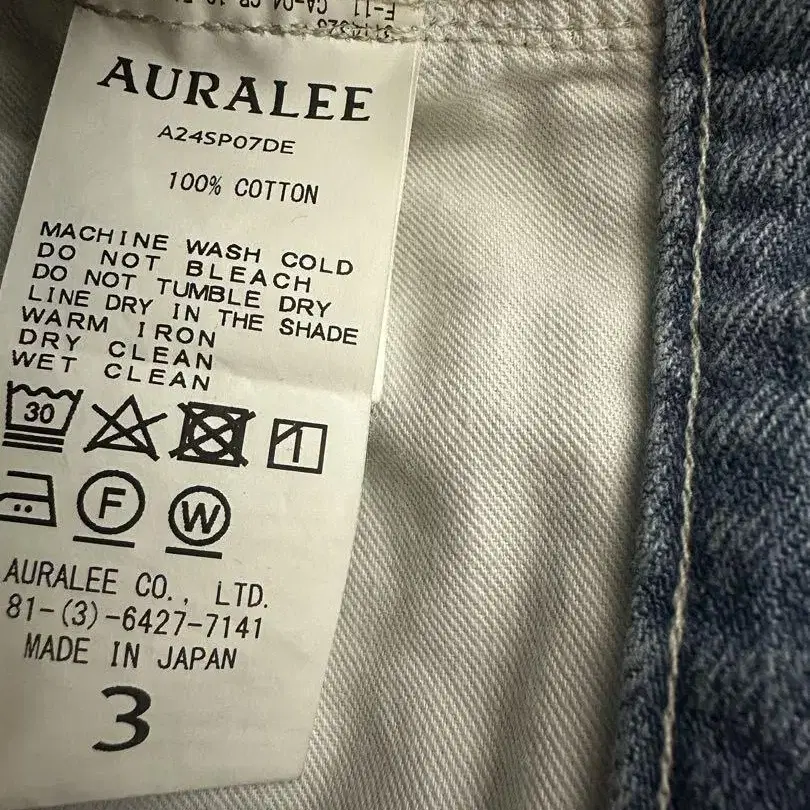 AURALEE
A24SP07DE
100% COTTON
MACHINE WASH COLD
DO NOT BLEACH
DO NOT TUMBLE DRY
LINE DRY IN THE SHADE
WARM IRON
DRY CLEAN
WET CLEAN
30
F W
AURALEE CO., LTD.
81-(3)-6427-7141
MADE IN JAPAN
3